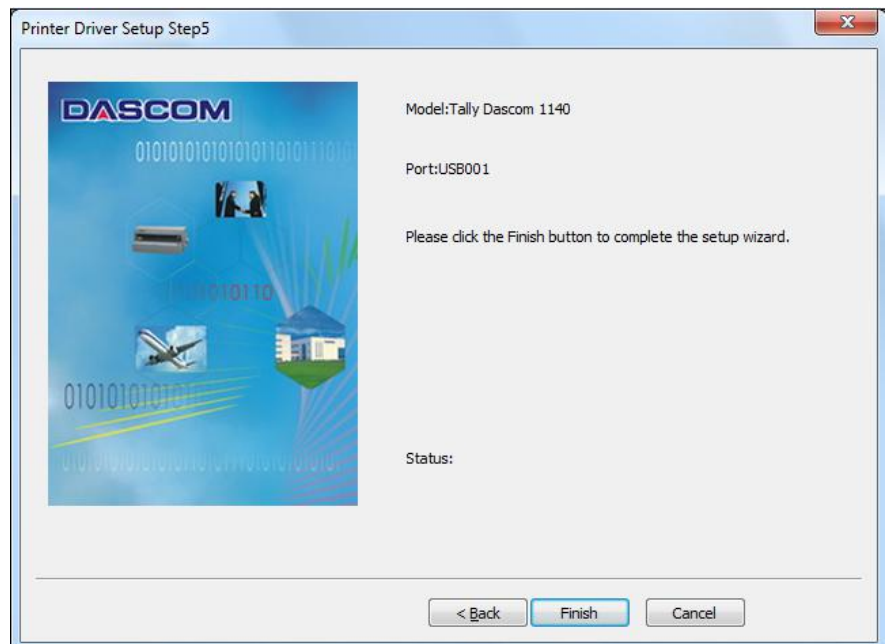 Printer Driver Setup Step5
DASCOM
Model:Tally Dascom 1140
Port:USB001
Please click the Finish button to complete the setup wizard.
010110
Status:
< Back
Finish
Cancel